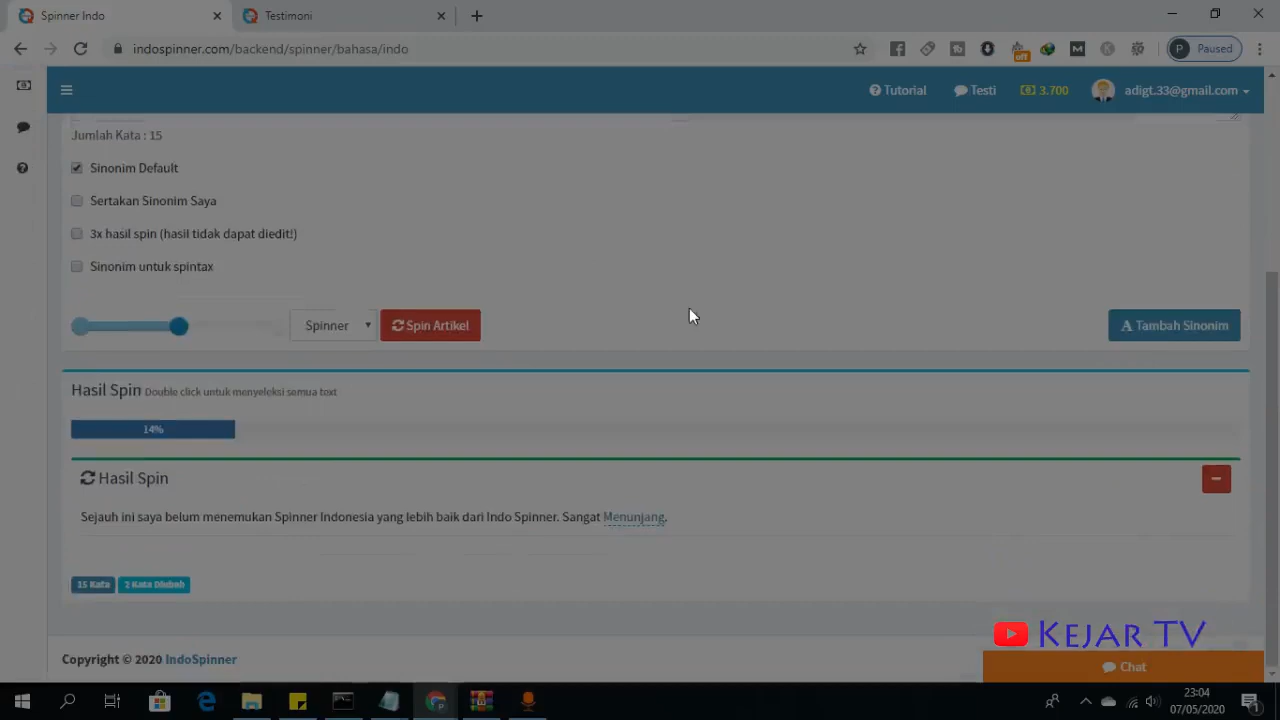 Spinner Indo
Testimoni
indospinner.com/backend/spinner/bahasa/indo
off
P Paused
Tutorial
Testi
3.700
adigt.33@gmail.com
Jumlah Kata : 15
Sinonim Default
Sertakan Sinonim Saya
3x hasil spin (hasil tidak dapat diedit!)
Sinonim untuk spintax
Spinner
Spin Artikel
A Tambah Sinonim
Hasil Spin Double click untuk menyeleksi semua text
14%
Hasil Spin
Sejauh ini saya belum menemukan Spinner Indonesia yang lebih baik dari Indo Spinner. Sangat Menunjang.
15 Kata
2 Kata Diubah
KEJAR TV
Copyright © 2020 IndoSpinner
Chat
23:04
07/05/2020